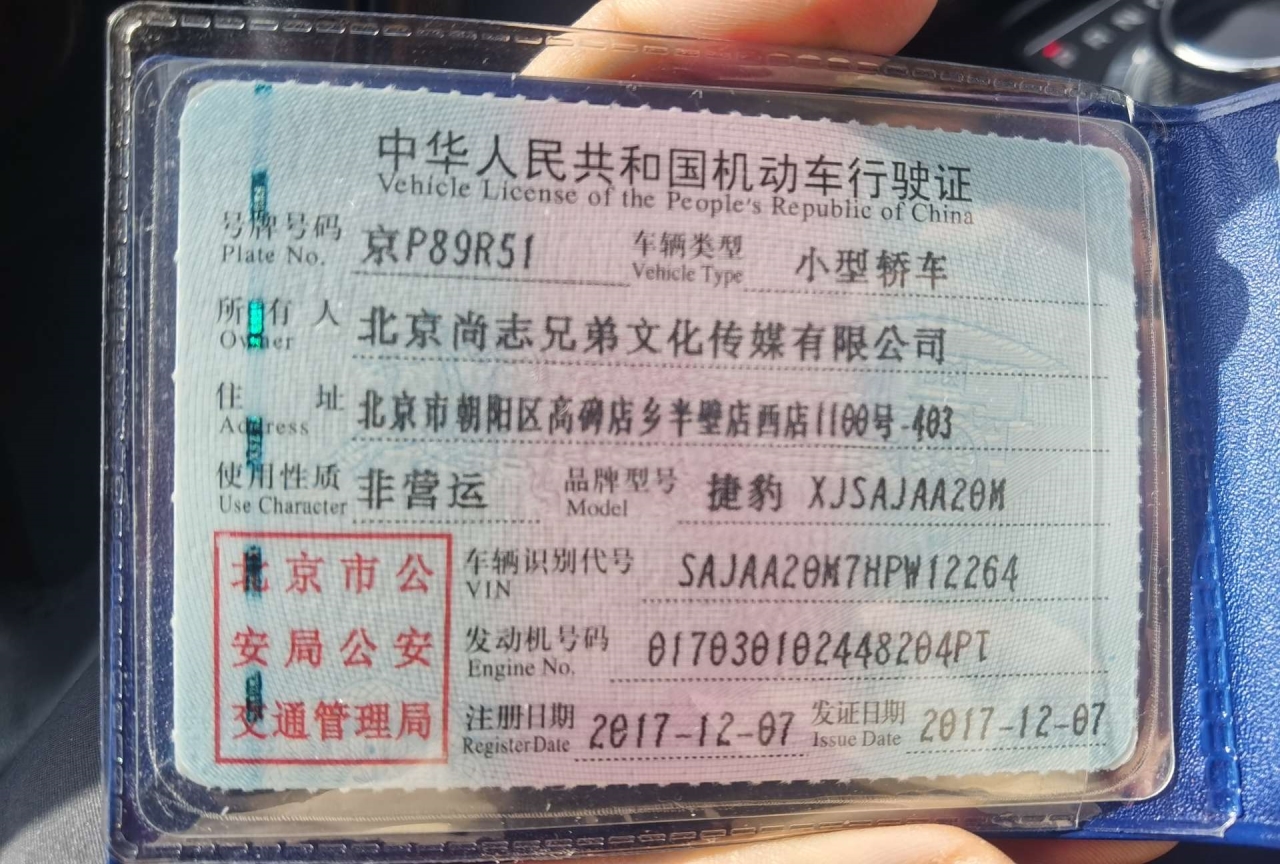 中华人民共和国机动车行驶证
Vehicle License of the People's Republic of China
号牌号码 京P89R51 车辆类型 小型轿车
Plate No. Vehicle Type
所有人 北京尚志兄弟文化传媒有限公司
Owner
住址 北京市朝阳区高碑店乡半壁店西店1100号-403
Address
使用性质 非营运 品牌型号 捷豹 XJSAJAA20M
Use Character Model
北京市公
安局公安
交通管理局
车辆识别代号 SAJAA20M7HPW12264
VIN
发动机号码 017030102448204PT
Engine No.
注册日期 2017-12-07 发证日期 2017-12-07
Register Date Issue Date
R N